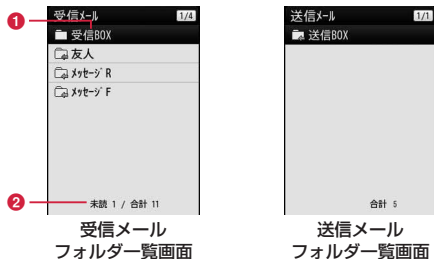 受信ﾒｰﾙ 1/4
❶
受信BOX
友人
ﾒｯｾｰｼﾞR
ﾒｯｾｰｼﾞF
❷
未読 1 / 合計 11
受信メール
フォルダ一覧画面
送信ﾒｰﾙ 1/1
送信BOX
合計 5
送信メール
フォルダ一覧画面